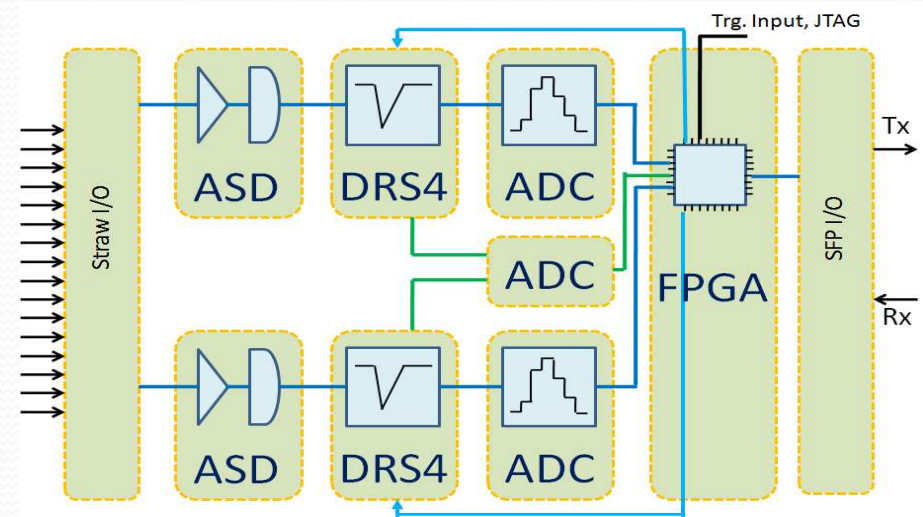 Trg. Input, JTAG
Straw I/O
ASD
DRS4
ADC
ADC
FPGA
SFP I/O
Tx
Rx
ASD
DRS4
ADC